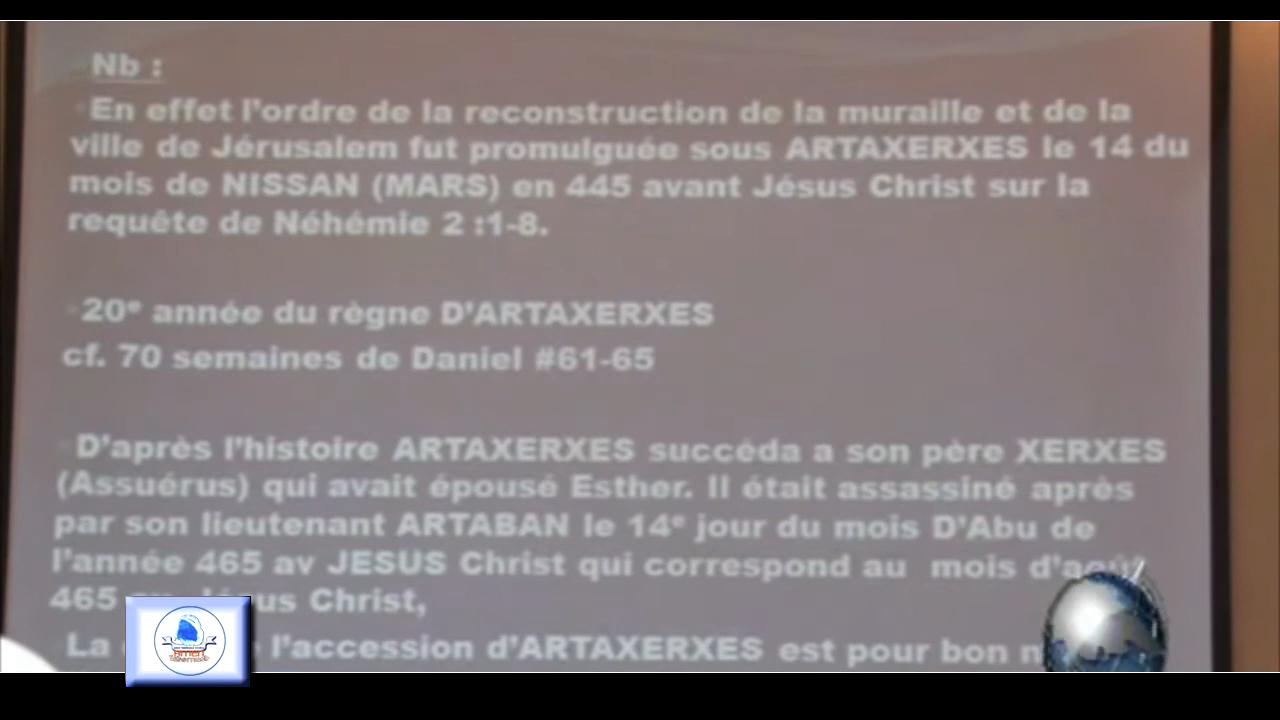 Nb :
En effet l'ordre de la reconstruction de la muraille et de la
ville de Jérusalem fut promulguée sous ARTAXERXES le 14 du
mois de NISSAN (MARS) en 445 avant Jésus Christ sur la
requête de Néhémie 2 :1-8.
20e année du règne D'ARTAXERXES
cf. 70 semaines de Daniel #61-65
D'après l'histoire ARTAXERXES succéda a son père XERXES
(Assuérus) qui avait épousé Esther. Il était assassiné après
par son lieutenant ARTABAN le 14e jour du mois D'Abu de
l'année 465 av JESUS Christ qui correspond au mois d'août
465 Jésus Christ,
La l'accession d'ARTAXERXES est pour bon